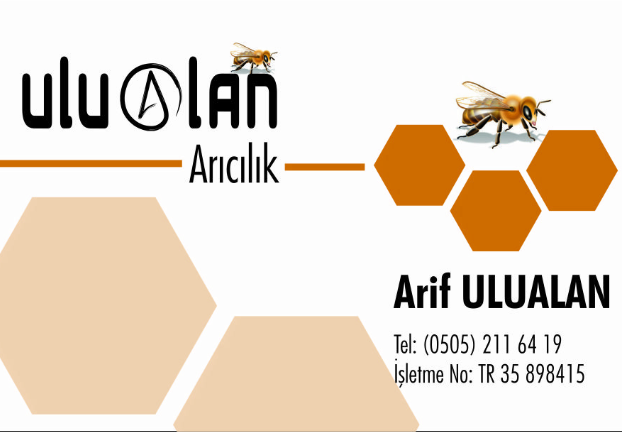 uluAlan
Arıcılık
Arif ULUALAN
Tel: (0505) 211 64 19
İşletme No: TR 35 898415